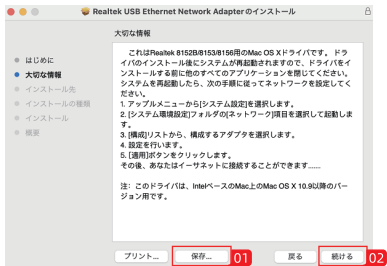 Realtek USB Ethernet Network Adapterのインストール
大切な情報
はじめに
大切な情報
インストール先
インストールの種類
インストール
概要
これはRealtek 8152B/8153/8156用のMac OS Xドライバです。 ドラ
イバのインストール後にシステムが再起動されますので、ドライバをイ
ンストールする前に他のすべてのアプリケーションを閉じてください。
システムを再起動したら、次の手順に従ってネットワークを設定してく
ださい。
1. アップルメニューから[システム設定]を選択します。
2. [システム環境設定]フォルダの[ネットワーク]項目を選択して起動しま
す。
3. [構成]リストから、構成するアダプタを選択します。
4. 設定を行います。
5. [適用]ボタンをクリックします。
その後、あなたはイーサネットに接続することができます......
注: このドライバは、IntelベースのMac上のMac OS X 10.9以降のバー
ジョン用です。
プリント... 保存... 01 戻る 続ける 02